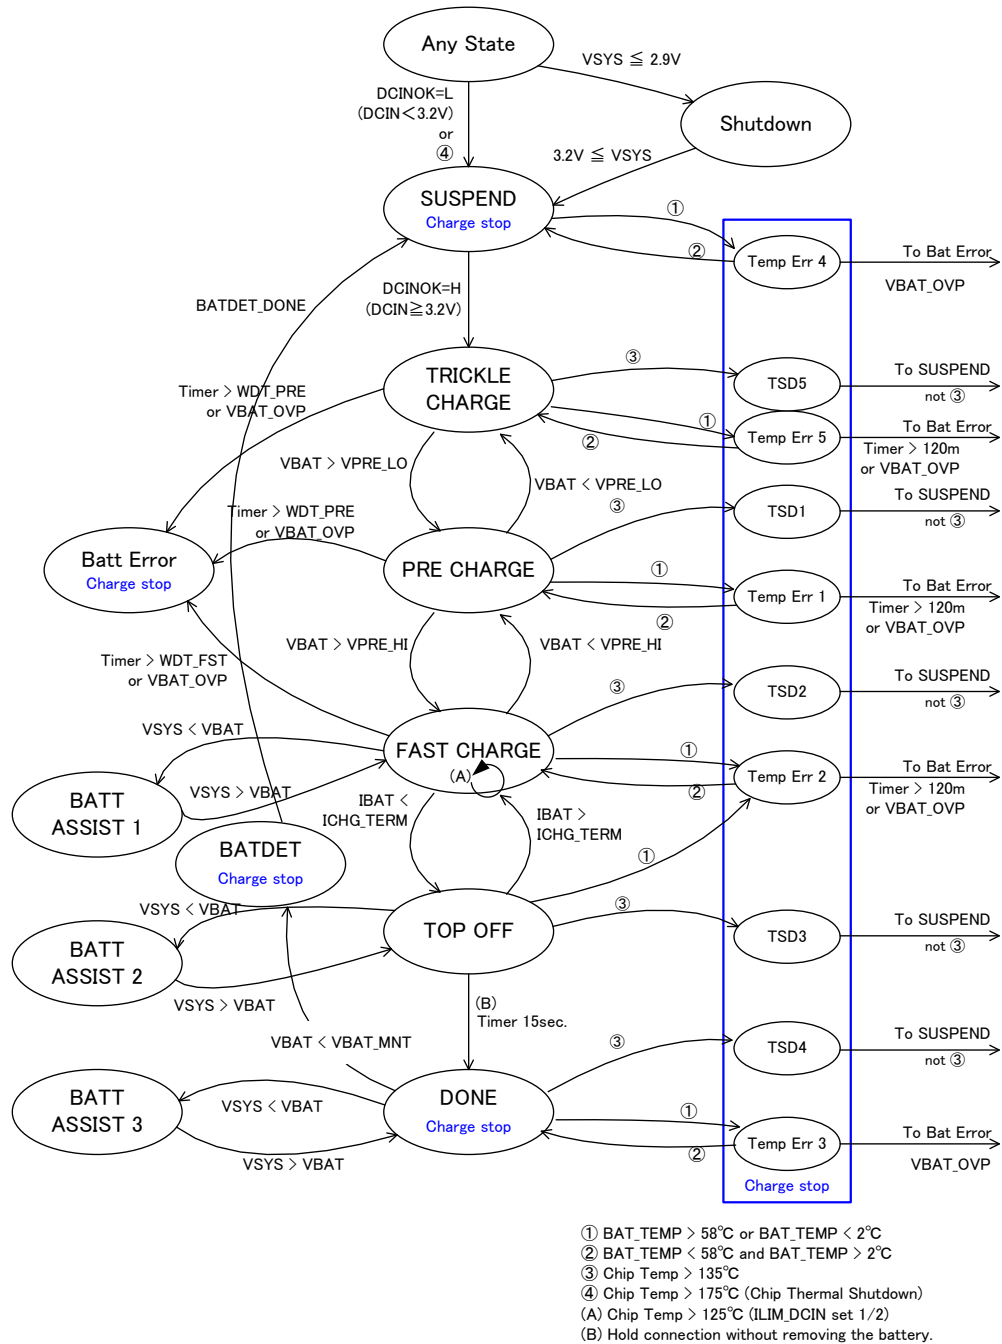 Any State
VSYS ≦ 2.9V
DCINOK=L
(DCIN<3.2V)
or
④
Shutdown
3.2V ≦ VSYS
SUSPEND
Charge stop
①
②
Temp Err 4
To Bat Error
VBAT_OVP
BATDET_DONE
DCINOK=H
(DCIN≧3.2V)
TRICKLE
CHARGE
③
TSD5
To SUSPEND
not ③
Timer > WDT_PRE
or VBAT_OVP
①
②
Temp Err 5
To Bat Error
Timer > 120m
or VBAT_OVP
VBAT > VPRE_LO
VBAT < VPRE_LO
③
TSD1
To SUSPEND
not ③
Timer > WDT_PRE
or VBAT_OVP
Batt Error
Charge stop
PRE CHARGE
①
②
Temp Err 1
To Bat Error
Timer > 120m
or VBAT_OVP
VBAT > VPRE_HI
VBAT < VPRE_HI
Timer > WDT_FST
or VBAT_OVP
③
TSD2
To SUSPEND
not ③
VSYS < VBAT
FAST CHARGE
(A)
①
②
Temp Err 2
To Bat Error
Timer > 120m
or VBAT_OVP
VSYS > VBAT
BATT
ASSIST 1
IBAT <
ICHG_TERM
IBAT >
ICHG_TERM
BATDET
Charge stop
①
VSYS < VBAT
TOP OFF
③
TSD3
To SUSPEND
not ③
BATT
ASSIST 2
VSYS > VBAT
(B)
Timer 15sec.
VBAT < VBAT_MNT
③
TSD4
To SUSPEND
not ③
BATT
ASSIST 3
VSYS < VBAT
DONE
Charge stop
①
②
Temp Err 3
To Bat Error
VBAT_OVP
VSYS > VBAT
Charge stop
① BAT_TEMP > 58℃ or BAT_TEMP < 2℃
② BAT_TEMP < 58℃ and BAT_TEMP > 2℃
③ Chip Temp > 135℃
④ Chip Temp > 175℃ (Chip Thermal Shutdown)
(A) Chip Temp > 125℃ (ILIM_DCIN set 1/2)
(B) Hold connection without removing the battery.